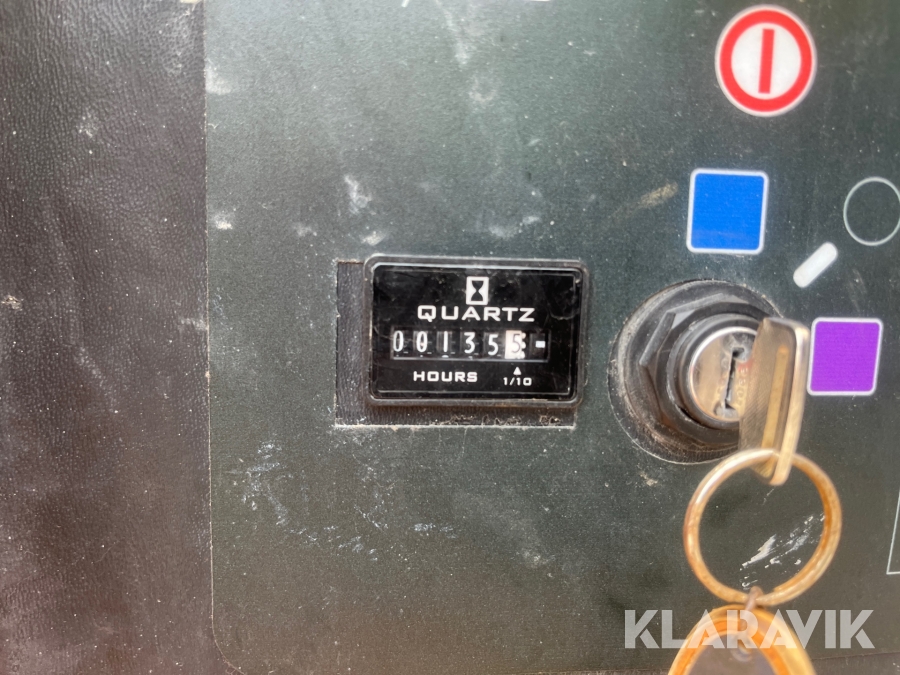 QUARTZ
0013555
HOURS 1/10
KLARAVIK